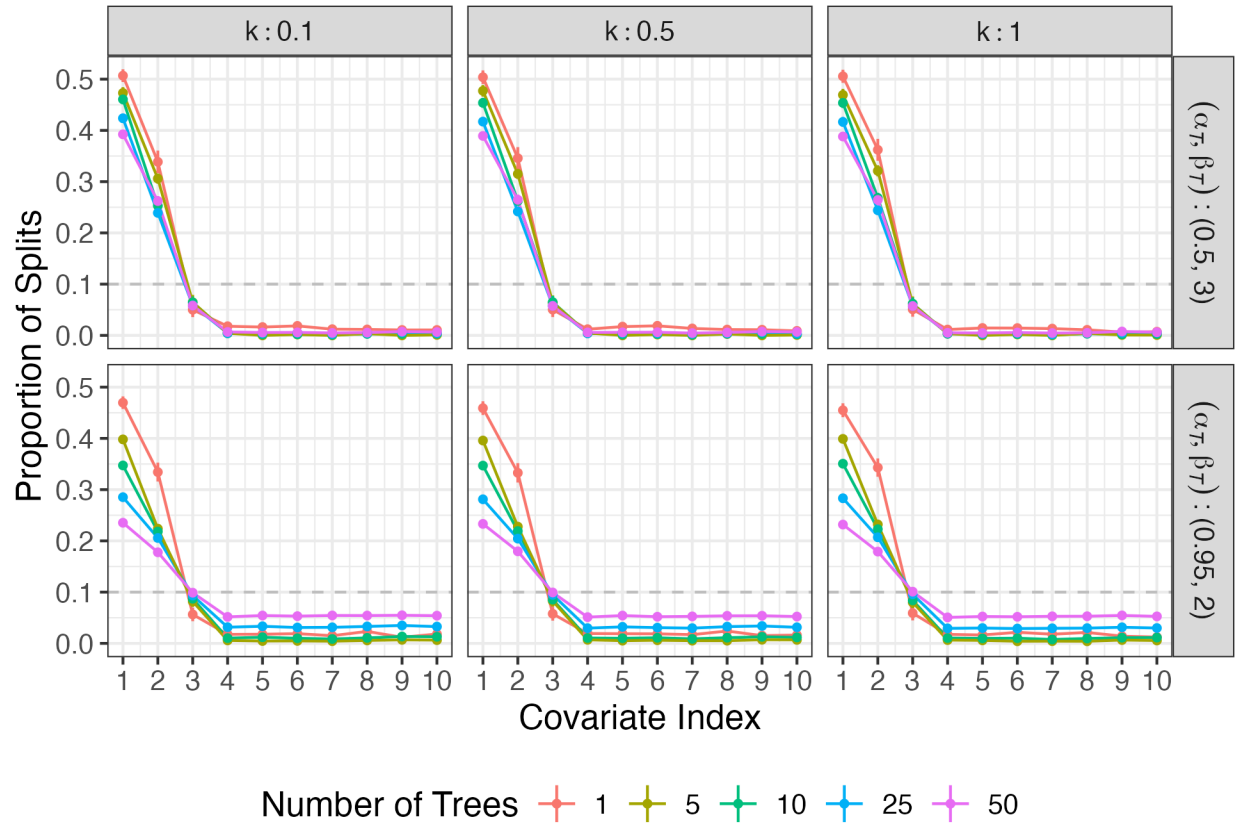 k : 0.1
k : 0.5
k : 1
0.5
0.4
0.3
0.2
0.1
0.0
(αT, βT) : (0.5, 3)
Proportion of Splits
0.5
0.4
0.3
0.2
0.1
0.0
(αT, βT) : (0.95, 2)
1 2 3 4 5 6 7 8 9 10
1 2 3 4 5 6 7 8 9 10
1 2 3 4 5 6 7 8 9 10
Covariate Index
Number of Trees 1 5 10 25 50